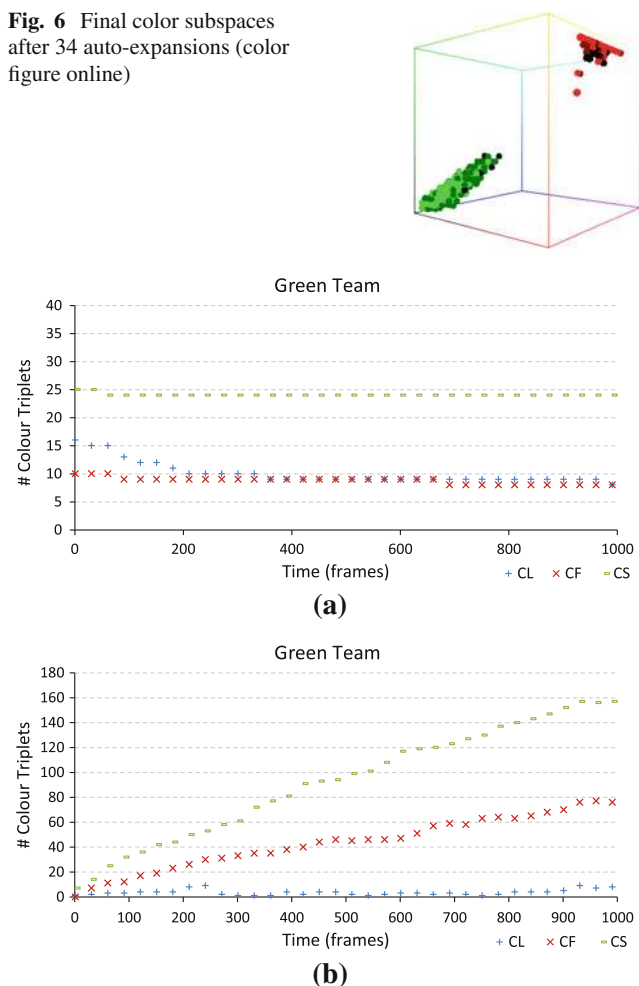 Fig. 6 Final color subspaces
after 34 auto-expansions (color
figure online)
Green Team
# Colour Triplets
40
35
30
25
20
15
10
5
0
0 200 400 600 800 1000
Time (frames)
CL CF CS
(a)
Green Team
# Colour Triplets
180
160
140
120
100
80
60
40
20
0
0 100 200 300 400 500 600 700 800 900 1000
Time (frames)
CL CF CS
(b)